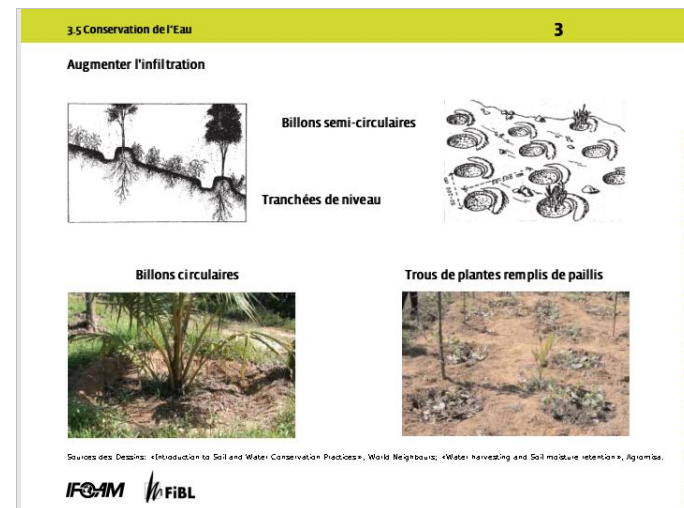 3.5 Conservation de l'Eau
3
Augmenter l'infiltration
Billons semi-circulaires
Tranchées de niveau
Billons circulaires
Trous de plantes remplis de paillis
Sources des Dessins: «Introduction to Soil and Water Conservation Practices», World Neighbours; «Water harvesting and Soil moisture retention», Agromisa.
IFOAM
FiBL